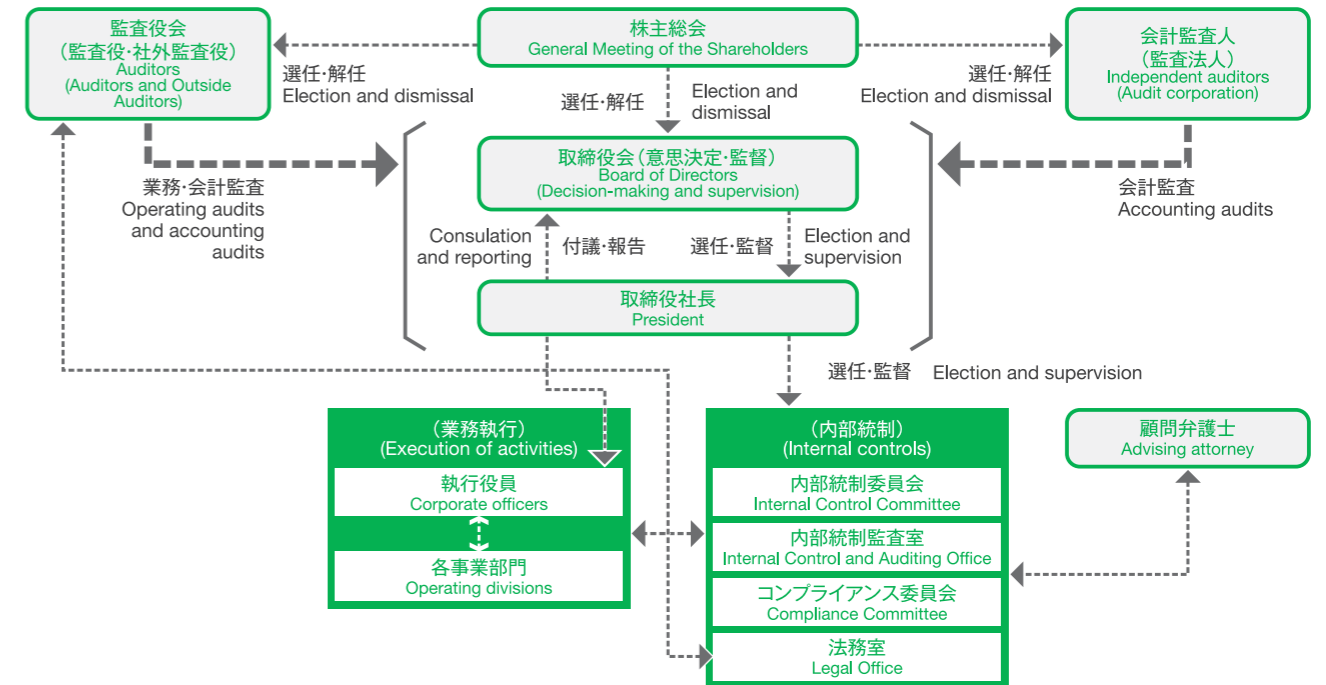 監査役会
(監査役・社外監査役)
Auditors
(Auditors and Outside
Auditors)
株主総会
General Meeting of the Shareholders
会計監査人
(監査法人)
Independent auditors
(Audit corporation)
選任・解任
Election and dismissal
選任・解任
Election and
dismissal
選任・解任
Election and dismissal
取締役会(意思決定・監督)
Board of Directors
(Decision-making and supervision)
業務・会計監査
Operating audits
and accounting
audits
会計監査
Accounting audits
Consulation
and reporting
付議・報告
選任・監督
Election and
supervision
取締役社長
President
選任・監督 Election and supervision
(業務執行)
(Execution of activities)
執行役員
Corporate officers
各事業部門
Operating divisions
(内部統制)
(Internal controls)
内部統制委員会
Internal Control Committee
内部統制監査室
Internal Control and Auditing Office
コンプライアンス委員会
Compliance Committee
法務室
Legal Office
顧問弁護士
Advising attorney